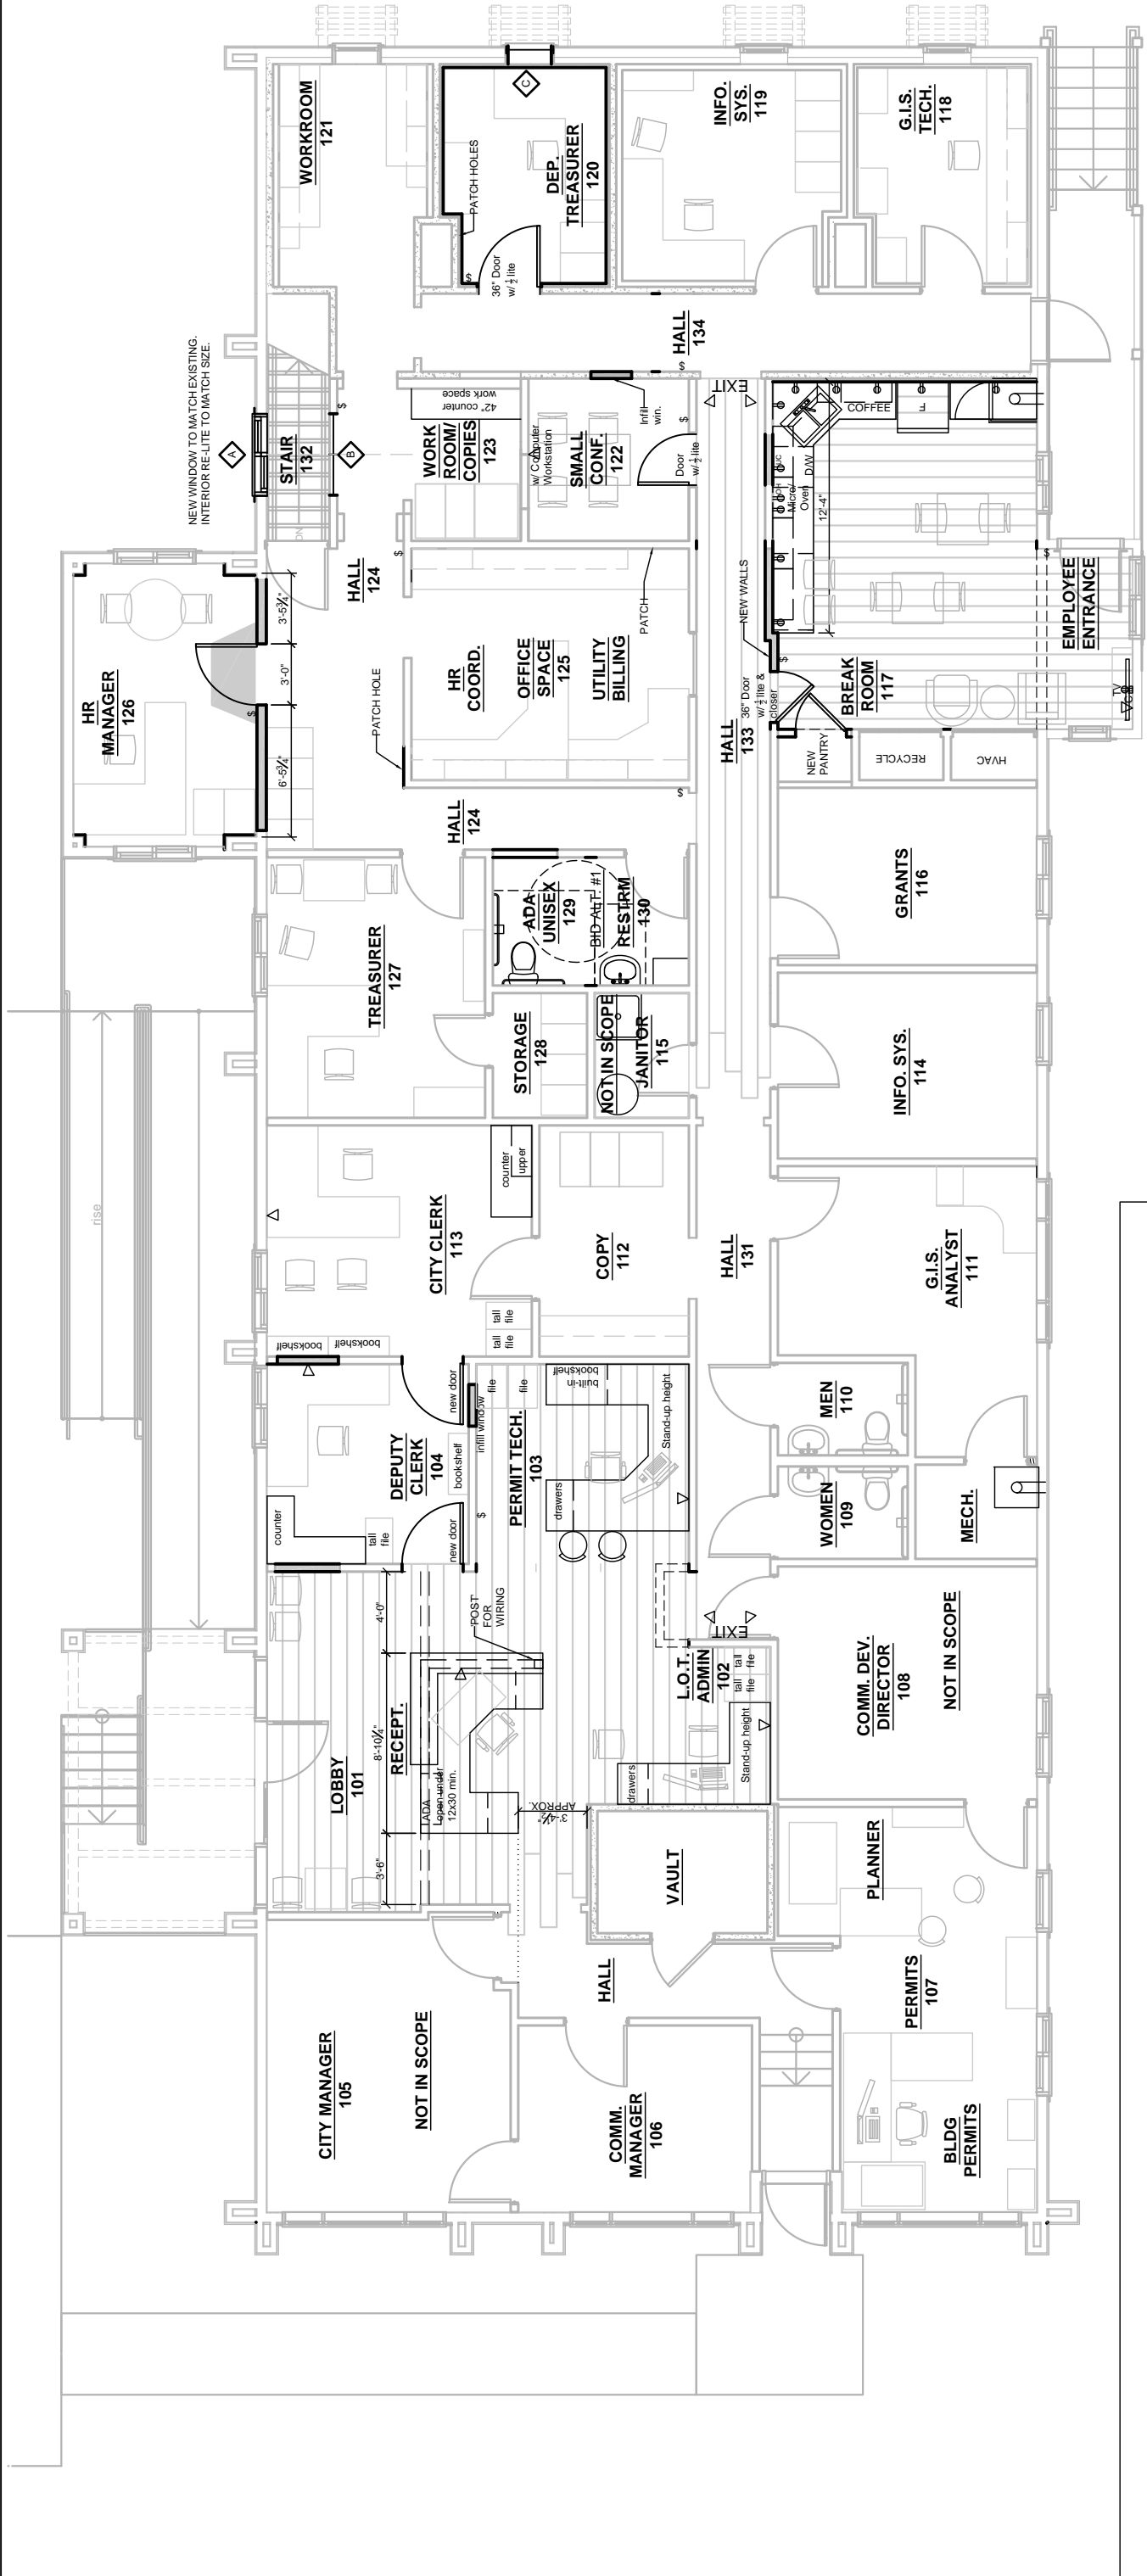 NEW WINDOW TO MATCH EXISTING.
INTERIOR RE-LITE TO MATCH SIZE.
HR
MANAGER
126
3'-5¾"
3'-0"
6'-5¾"
A
STAIR
132
B
DN
WORKROOM
121
PATCH HOLES
C
DEP.
TREASURER
120
36" Door
w/ ½ lite
INFO.
SYS.
119
G.I.S.
TECH.
118
HALL
134
HALL
124
WORK
ROOM/
COPIES
123
42" counter
work space
w/ Computer
Workstation
SMALL
CONF.
122
Infill
win.
Door
w/ ½ lite
EXIT
PATCH HOLE
HR
COORD.
OFFICE
SPACE
125
UTILITY
BILLING
PATCH
HALL
124
HALL
133
NEW WALLS
36" Door
w/ ½ lite &
closer
COFFEE
F
UC
D/W
Micro/
Oven
12'-4"
BREAK
ROOM
117
EMPLOYEE
ENTRANCE
TV
NEW
PANTRY
RECYCLE
HVAC
TREASURER
127
ADA
UNISEX
129
BID ALT. #1
RESTRM
130
STORAGE
128
NOT IN SCOPE
JANITOR
115
GRANTS
116
INFO. SYS.
114
rise
CITY CLERK
113
counter
upper
COPY
112
HALL
131
G.I.S.
ANALYST
111
tall
file
tall
file
bookshelf
bookshelf
DEPUTY
CLERK
104
new door
new door
bookshelf
counter
tall
file
infill window
file
file
PERMIT TECH.
103
built-in
bookshelf
Stand-up height
drawers
MEN
110
WOMEN
109
MECH.
LOBBY
101
RECEPT.
4'-0"
8'-10¼"
3'-6"
POST
FOR
WIRING
ADA
open under
12x30 min.
3'-4½"
APPROX.
L.O.T.
ADMIN
102
tall
file
tall
file
EXIT
Stand-up height
drawers
COMM. DEV.
DIRECTOR
108
NOT IN SCOPE
VAULT
HALL
CITY MANAGER
105
NOT IN SCOPE
COMM.
MANAGER
106
PLANNER
PERMITS
107
BLDG
PERMITS